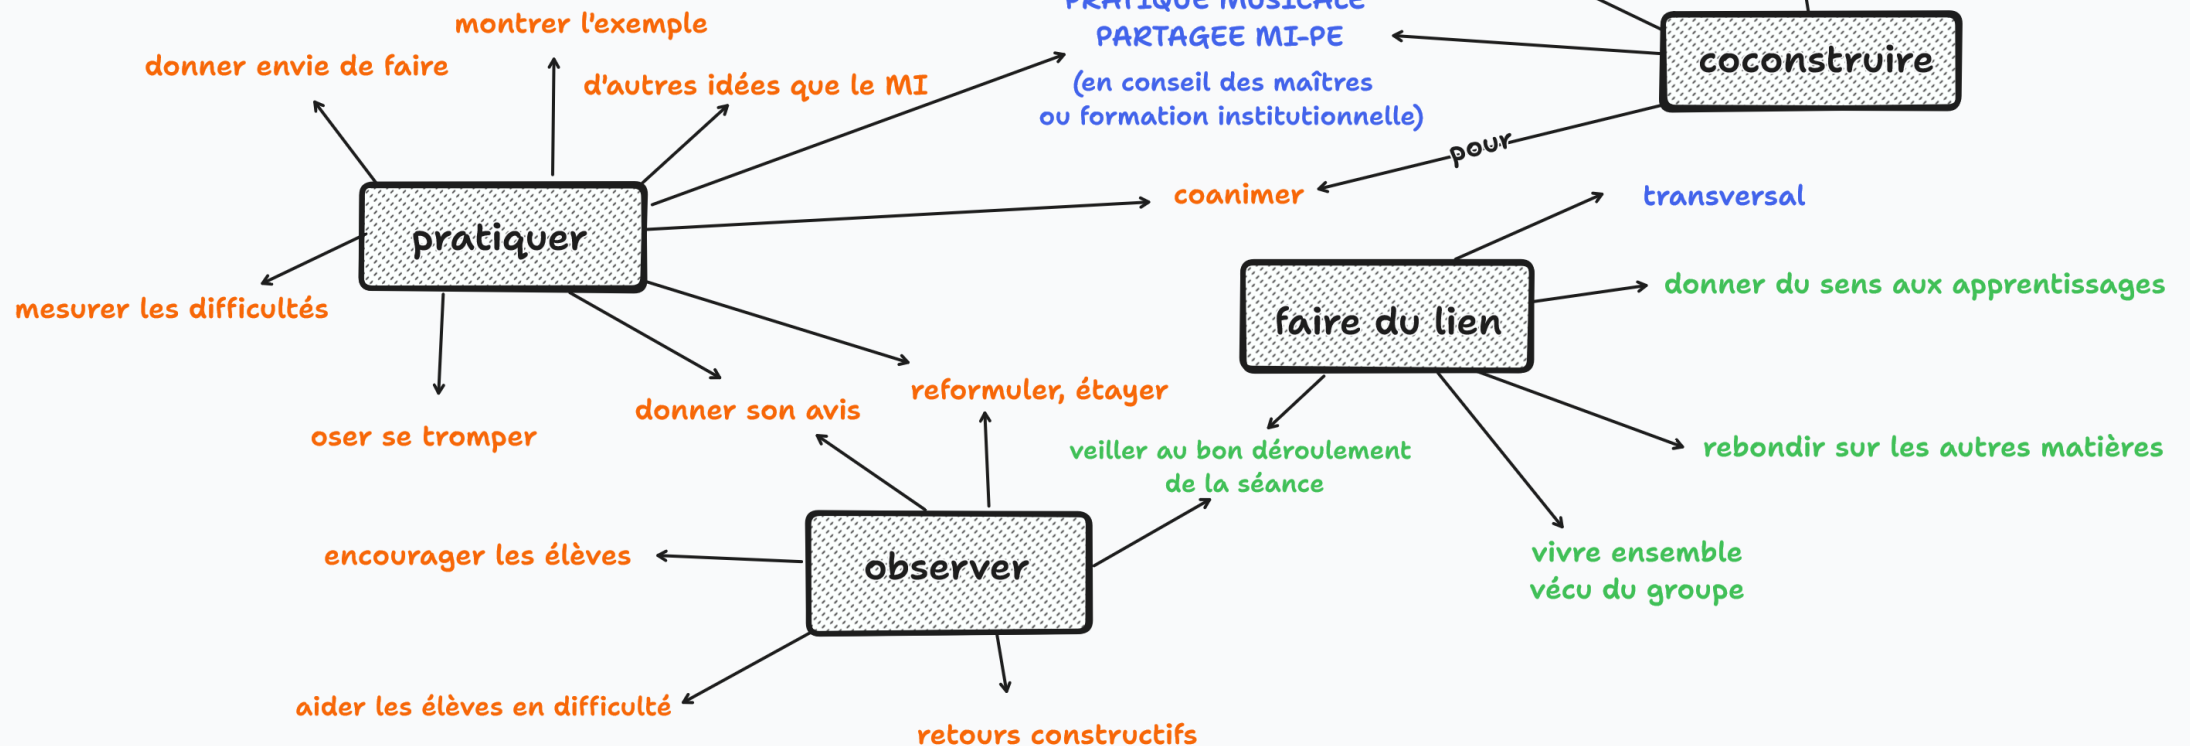 PRATIQUE MUSICALE
PARTAGEE MI-PE
(en conseil des maîtres
ou formation institutionnelle)
montrer l'exemple
donner envie de faire
d'autres idées que le MI
coconstruire
pour
coanimer
transversal
pratiquer
donner du sens aux apprentissages
mesurer les difficultés
faire du lien
reformuler, étayer
donner son avis
oser se tromper
veiller au bon déroulement
de la séance
rebondir sur les autres matières
encourager les élèves
observer
vivre ensemble
vécu du groupe
aider les élèves en difficulté
retours constructifs